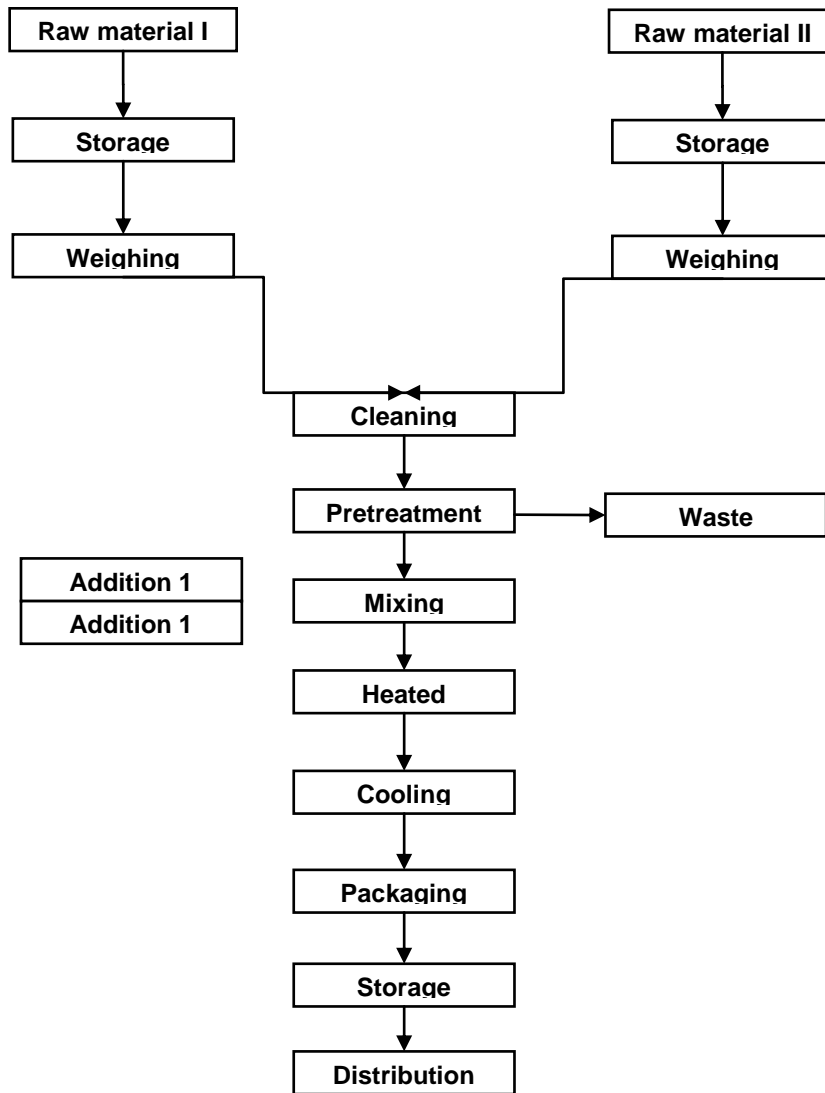 Raw material I
Raw material II
Storage
Storage
Weighing
Weighing
Cleaning
Pretreatment
Waste
Addition 1
Mixing
Addition 1
Heated
Cooling
Packaging
Storage
Distribution